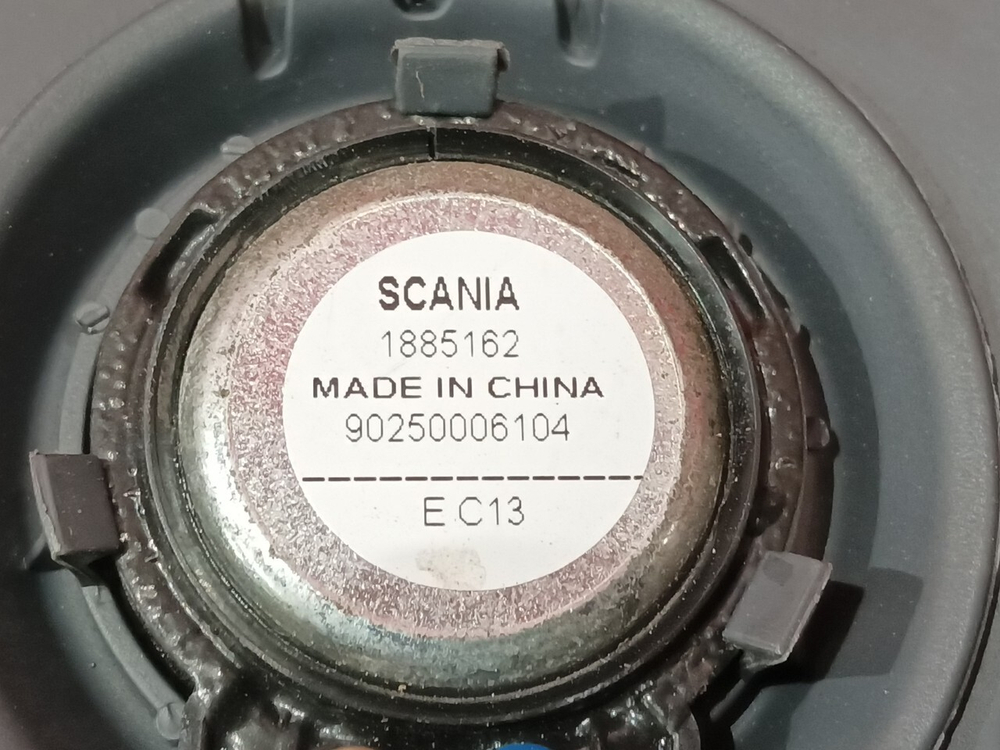 SCANIA
1885162
MADE IN CHINA
90250006104
E C13